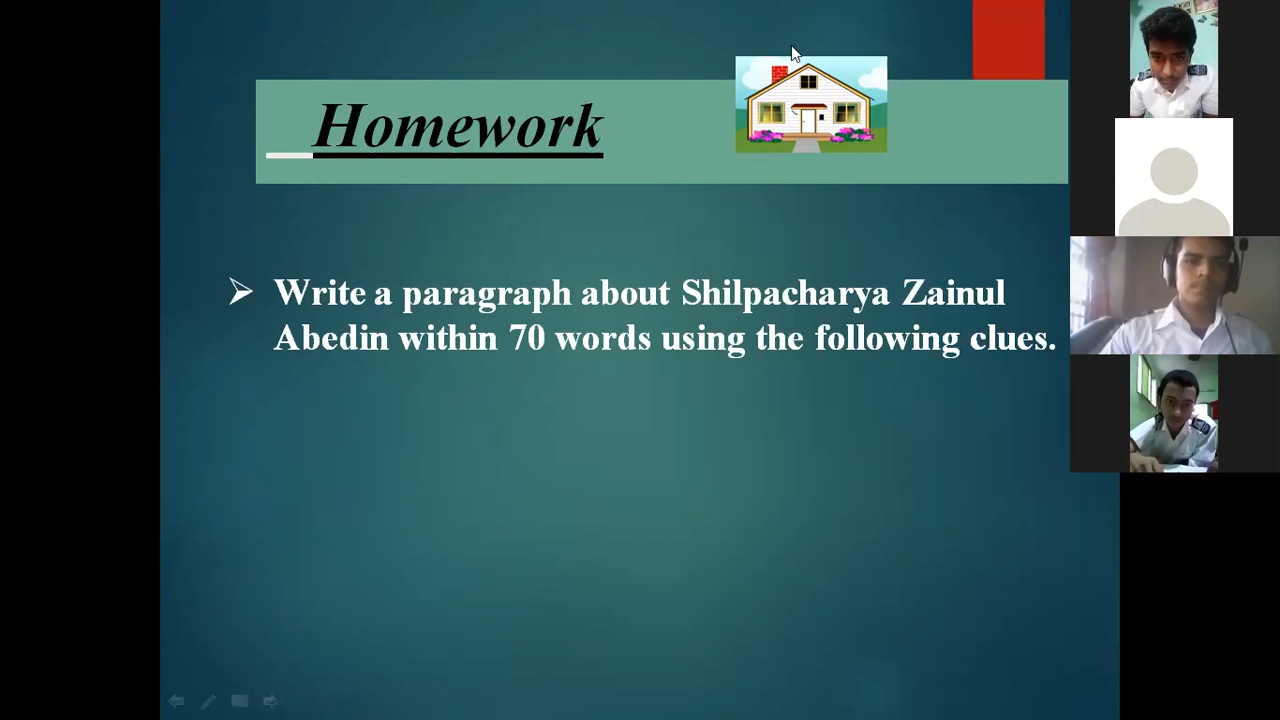 Homework
Write a paragraph about Shilpacharya Zainul
Abedin within 70 words using the following clues.